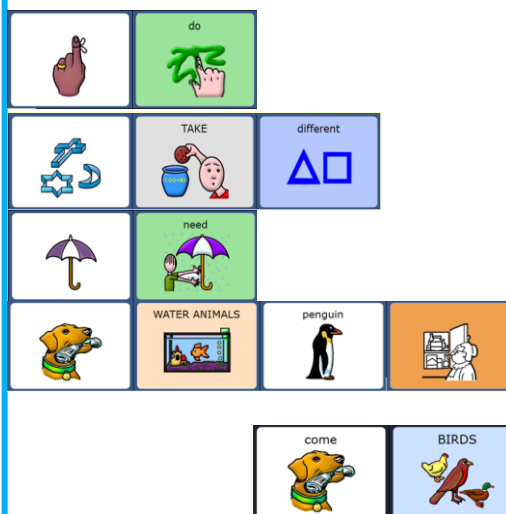 do
TAKE different
need
WATER ANIMALS penguin
come BIRDS